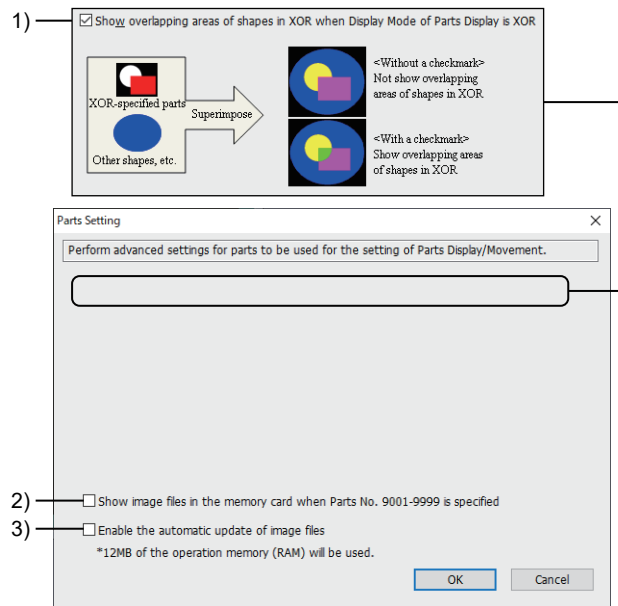 1)
Show overlapping areas of shapes in XOR when Display Mode of Parts Display is XOR
XOR-specified parts
Other shapes, etc.
Superimpose
<Without a checkmark>
Not show overlapping
areas of shapes in XOR
<With a checkmark>
Show overlapping areas
of shapes in XOR
Parts Setting
Perform advanced settings for parts to be used for the setting of Parts Display/Movement.
2)
Show image files in the memory card when Parts No. 9001-9999 is specified
3)
Enable the automatic update of image files
*12MB of the operation memory (RAM) will be used.
OK
Cancel